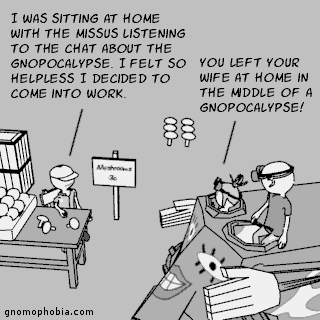 I WAS SITTING AT HOME
WITH THE MISSUS LISTENING
TO THE CHAT ABOUT THE
GNOPOCALYPSE. I FELT SO
HELPLESS I DECIDED TO
COME INTO WORK.
YOU LEFT YOUR
WIFE AT HOME IN
THE MIDDLE OF A
GNOPOCALYPSE!
Mushrooms
3c
gnomophobia.com